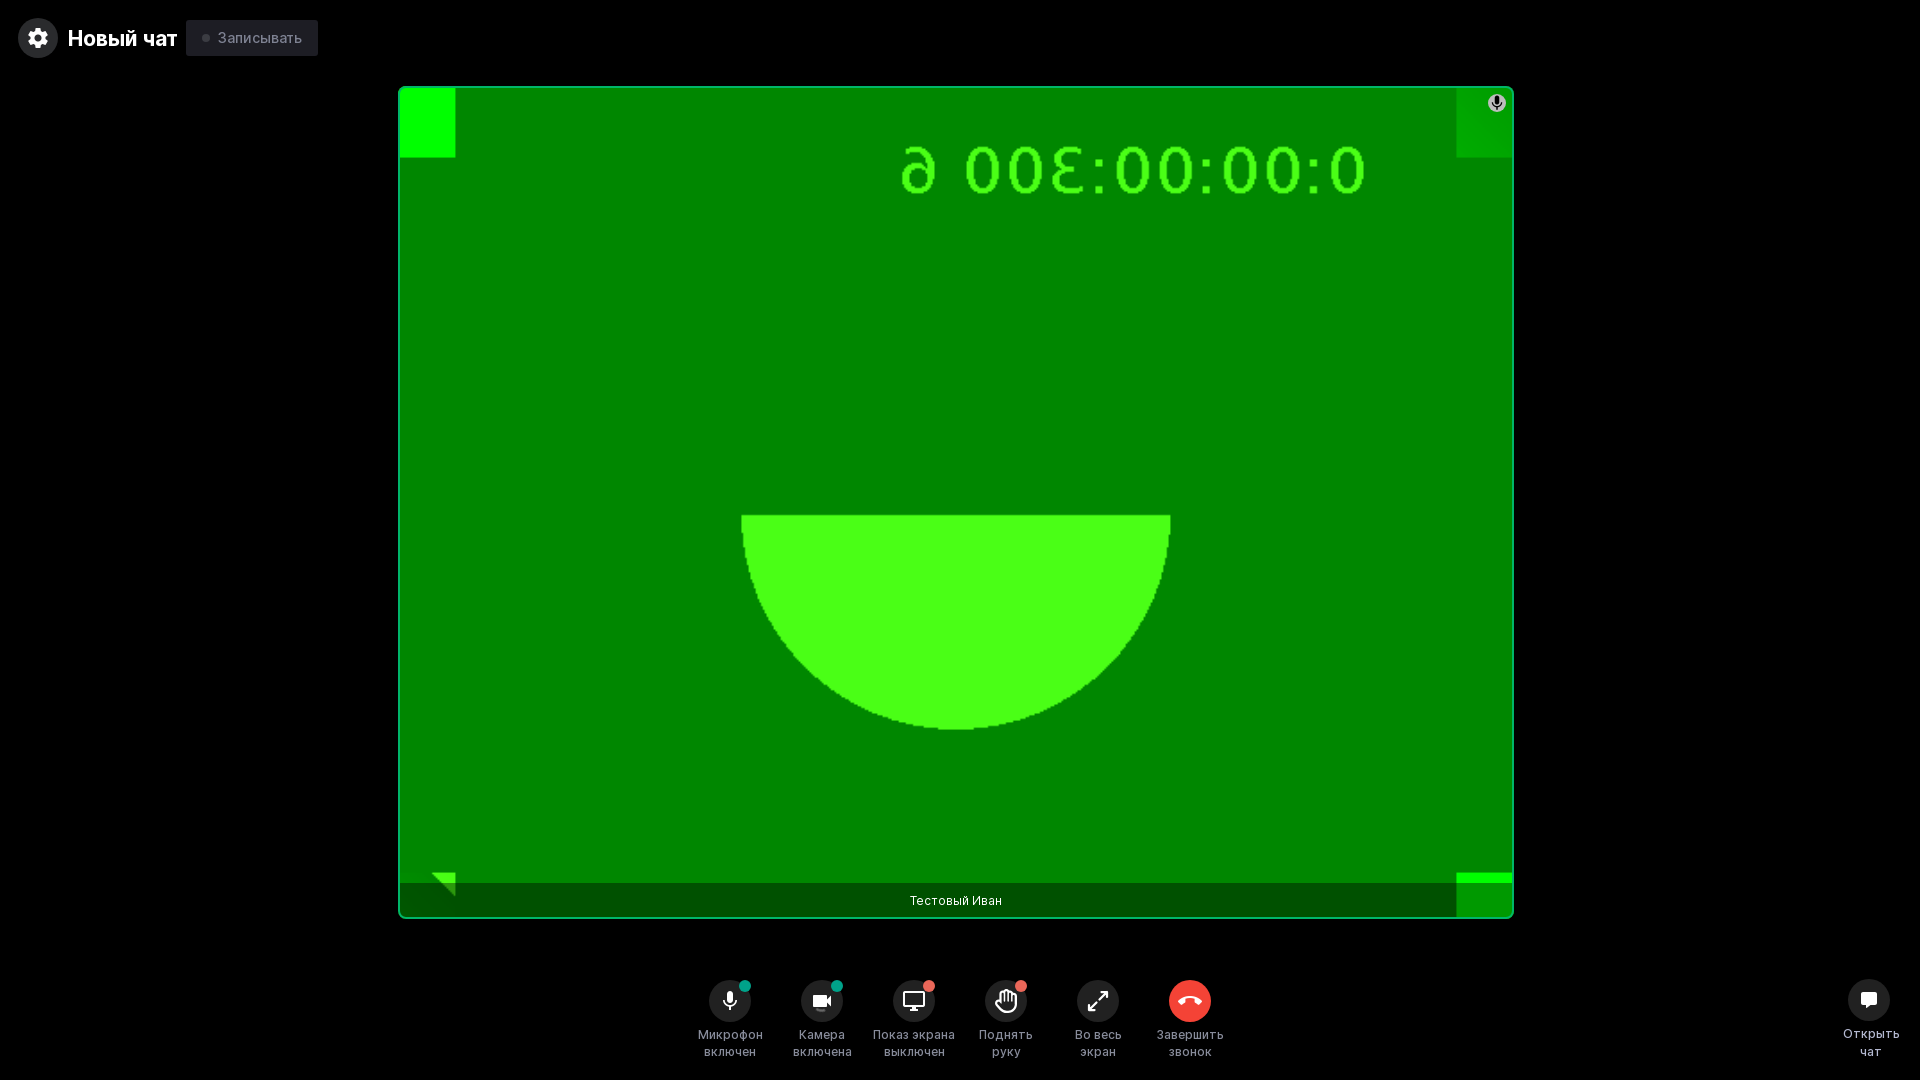 Новый чат
Записывать
0:00:00:300 6
Тестовый Иван
Микрофон
включен
Камера
включена
Показ экрана
выключен
Поднять
руку
Во весь
экран
Завершить
звонок
Открыть
чат